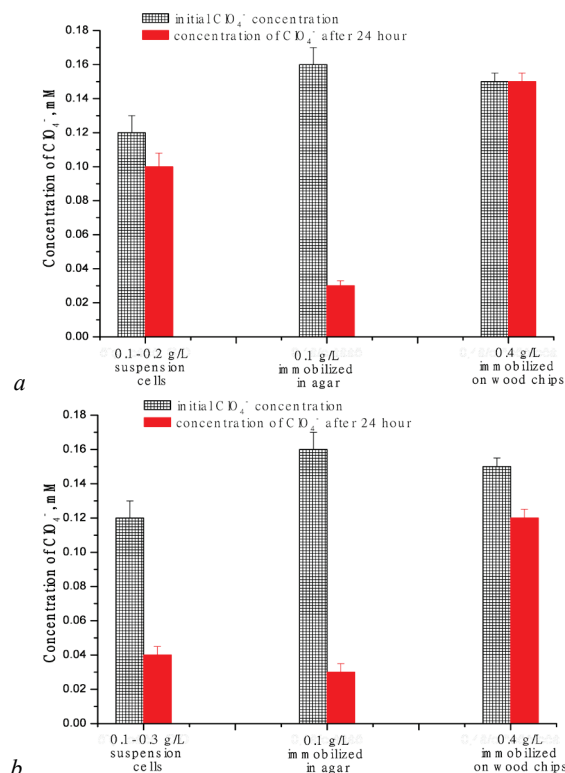 initial ClO₄⁻ concentration
concentration of ClO₄⁻ after 24 hour
Concentration of ClO₄⁻, mM
0.18
0.16
0.14
0.12
0.10
0.08
0.06
0.04
0.02
0.00
0.1-0.2 g/L
suspension
cells
0.1 g/L
immobilized
in agar
0.4 g/L
immobilized
on wood chips
a
initial ClO₄⁻ concentration
concentration of ClO₄⁻ after 24 hour
Concentration of ClO₄⁻, mM
0.18
0.16
0.14
0.12
0.10
0.08
0.06
0.04
0.02
0.00
0.1-0.3 g/L
suspension
cells
0.1 g/L
immobilized
in agar
0.4 g/L
immobilized
on wood chips
b